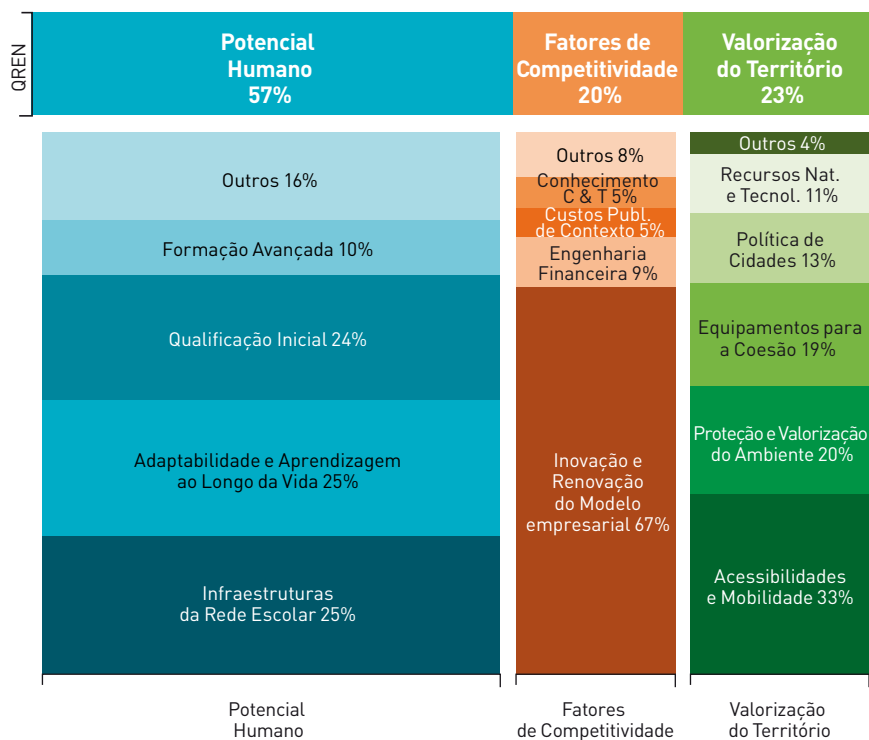 QREN
Potencial
Humano
57%
Fatores de
Competitividade
20%
Valorização
do Território
23%
Outros 16%
Formação Avançada 10%
Qualificação Inicial 24%
Adaptabilidade e Aprendizagem
ao Longo da Vida 25%
Infraestruturas
da Rede Escolar 25%
Outros 8%
Conhecimento
C & T 5%
Custos Publ.
de Contexto 5%
Engenharia
Financeira 9%
Inovação e
Renovação
do Modelo
empresarial 67%
Outros 4%
Recursos Nat.
e Tecnol. 11%
Política de
Cidades 13%
Equipamentos para
a Coesão 19%
Proteção e Valorização
do Ambiente 20%
Acessibilidades
e Mobilidade 33%
Potencial
Humano
Fatores
de Competitividade
Valorização
do Território